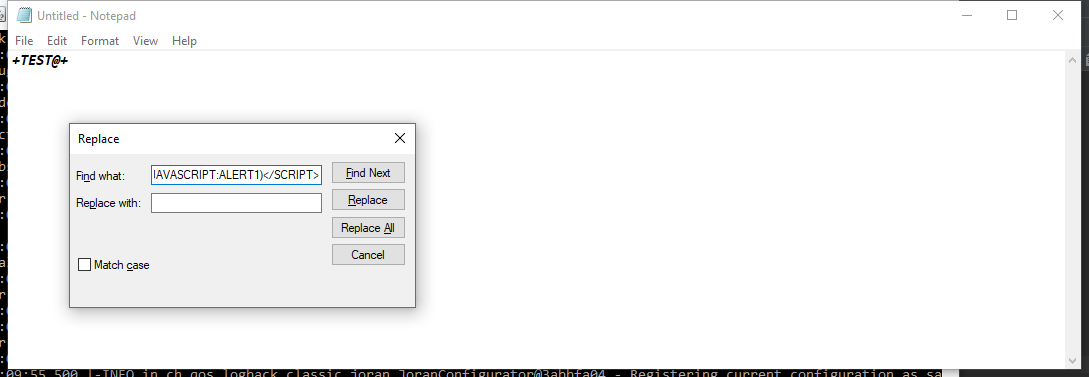 Untitled - Notepad
File Edit Format View Help
+TEST@+
Replace
Find what: JAVASCRIPT:ALERT1)</SCRIPT> Find Next
Replace with: Replace
Replace All
Cancel
Match case
:09:55,500 |-INFO in ch.qos.logback.classic.joran.JoranConfigurator@3abbfa04 - Registering current configuration as sa